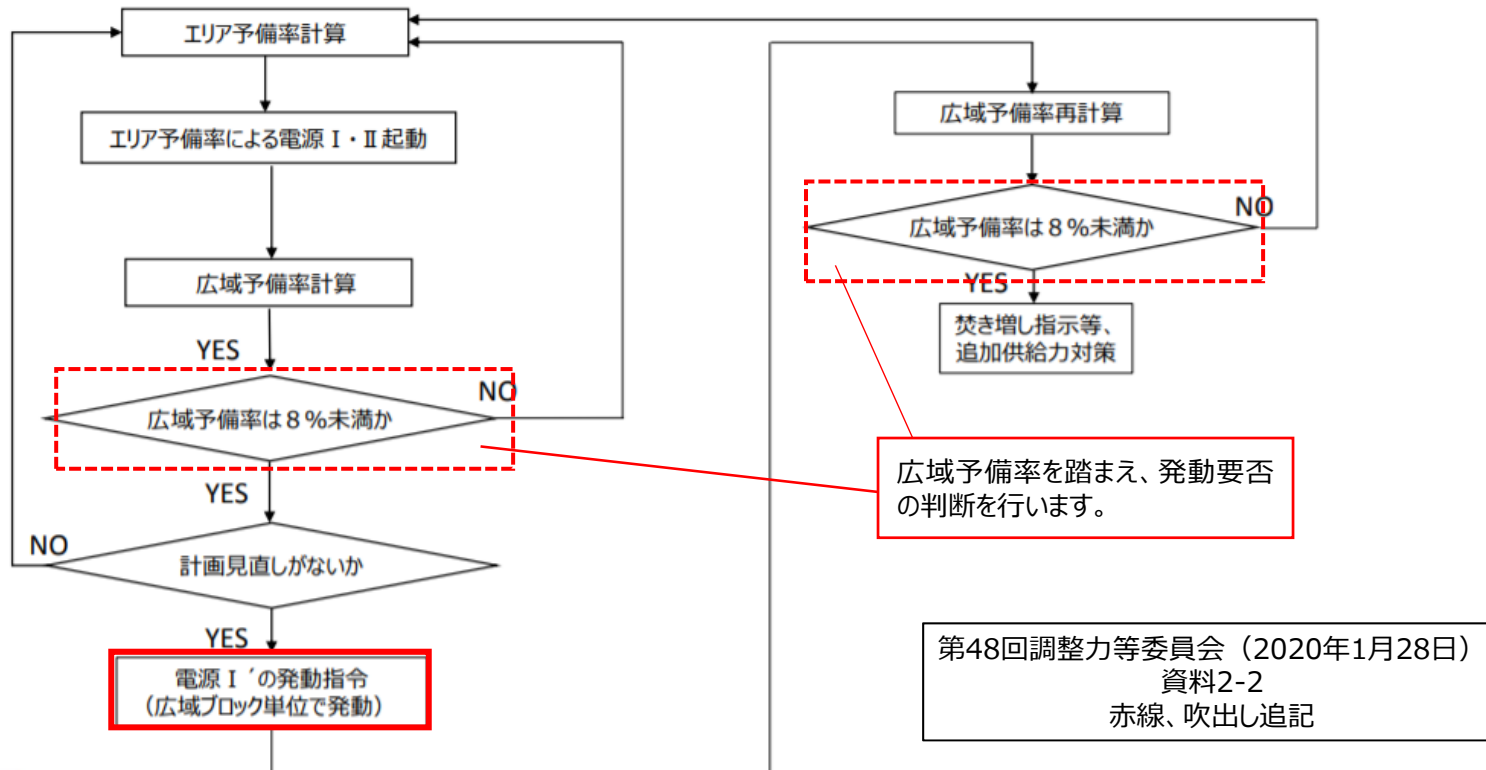 エリア予備率計算
エリア予備率による電源Ⅰ・Ⅱ起動
広域予備率計算
YES
広域予備率は８％未満か
NO
YES
計画見直しがないか
NO
YES
電源Ⅰ´の発動指令
（広域ブロック単位で発動）
広域予備率再計算
広域予備率は８％未満か
NO
YES
焚き増し指示等、
追加供給力対策
広域予備率を踏まえ、発動要否
の判断を行います。
第48回調整力等委員会（2020年1月28日）
資料2-2
赤線、吹出し追記